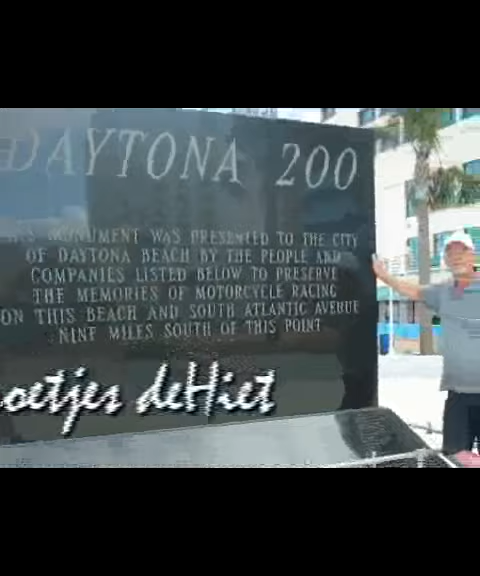 DAYTONA 200
THIS MONUMENT WAS PRESENTED TO THE CITY
OF DAYTONA BEACH BY THE PEOPLE AND
COMPANIES LISTED BELOW TO PRESERVE
THE MEMORIES OF MOTORCYCLE RACING
ON THIS BEACH AND SOUTH ATLANTIC AVENUE
NINE MILES SOUTH OF THIS POINT
oetjes deHiet